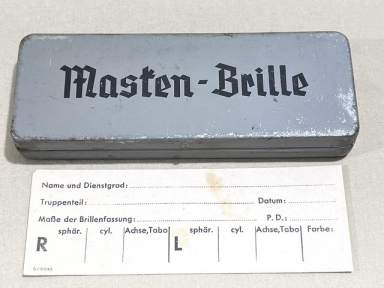 Masken-Brille
Name und Dienstgrad:
Truppenteil: Datum:
Maße der Brillenfassung: P.D.:
sphär. cyl. Achse,Tabo sphär. cyl. Achse,Tabo Farbe:
R L